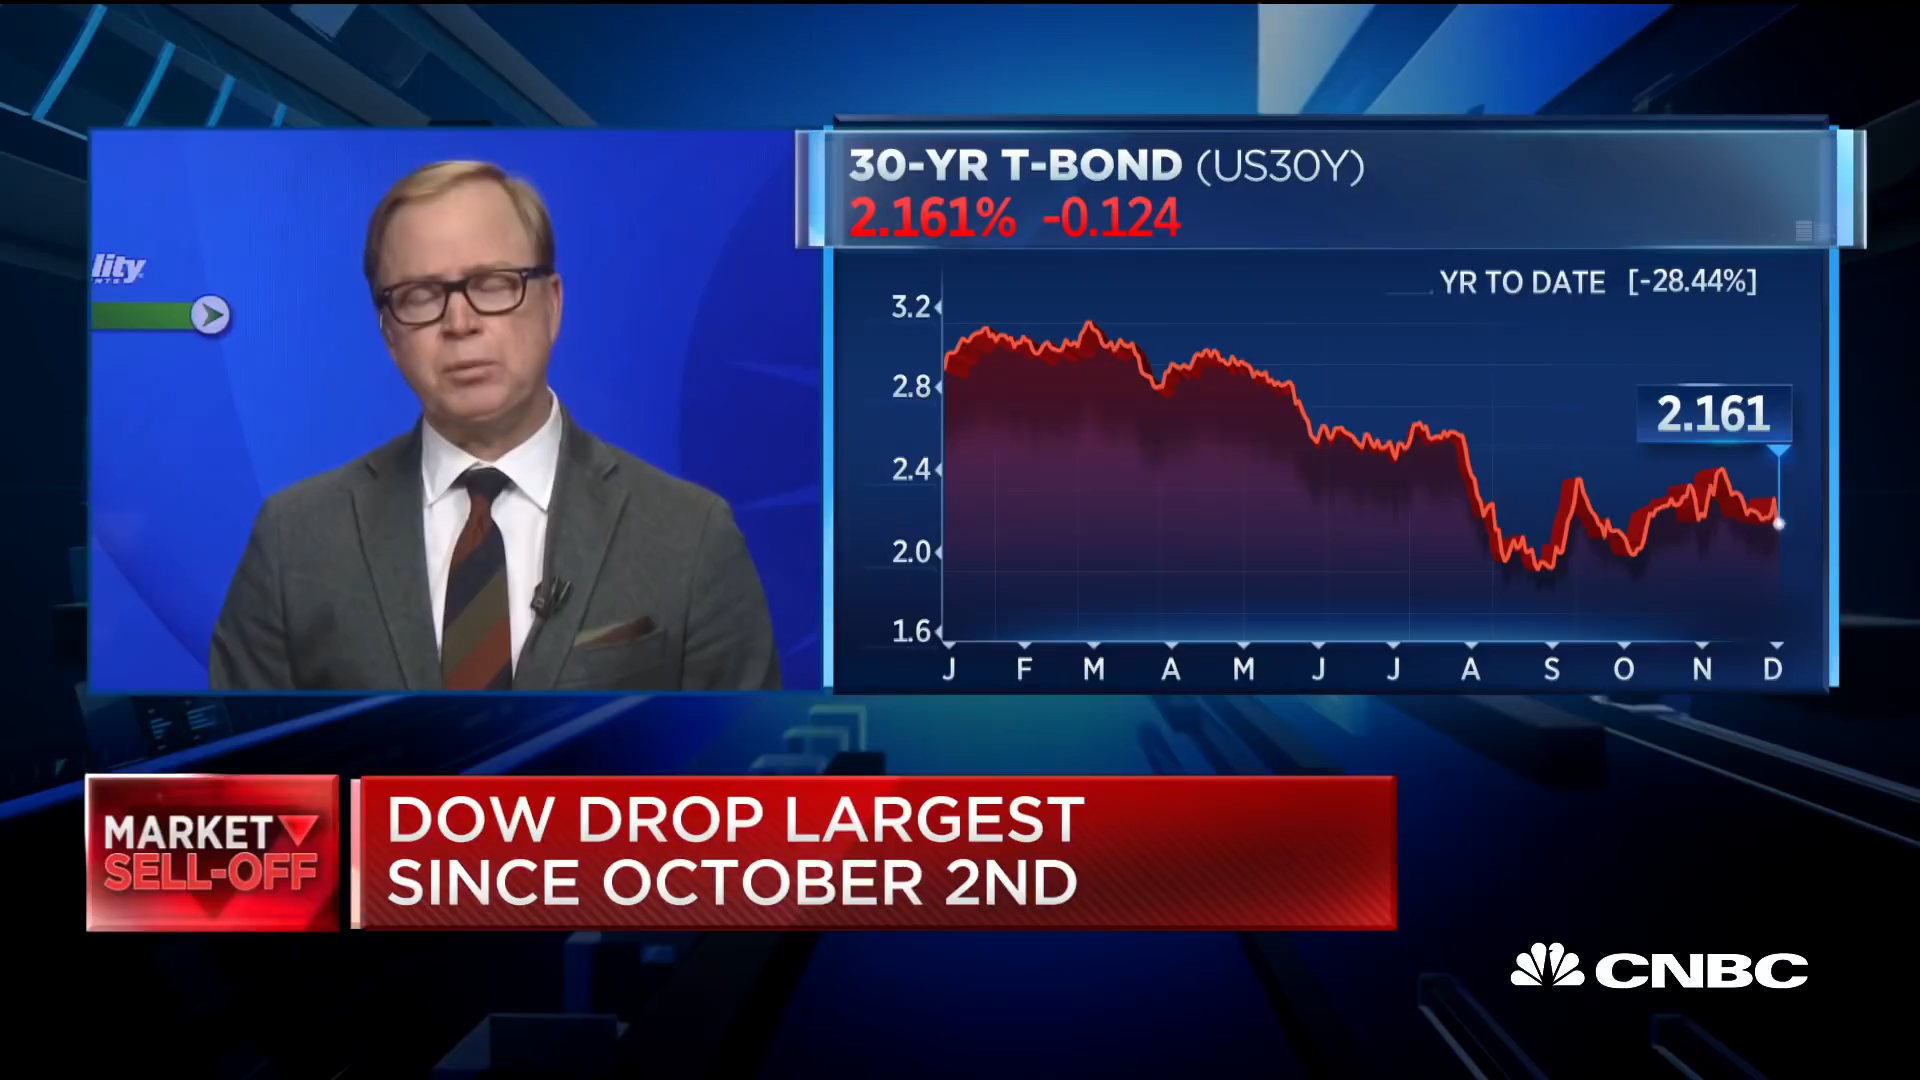 lity
30-YR T-BOND (US30Y)
2.161% -0.124
YR TO DATE [-28.44%]
3.2
2.8
2.161
2.4
2.0
1.6
J F M A M J J A S O N D
MARKET
SELL-OFF
DOW DROP LARGEST
SINCE OCTOBER 2ND
CNBC